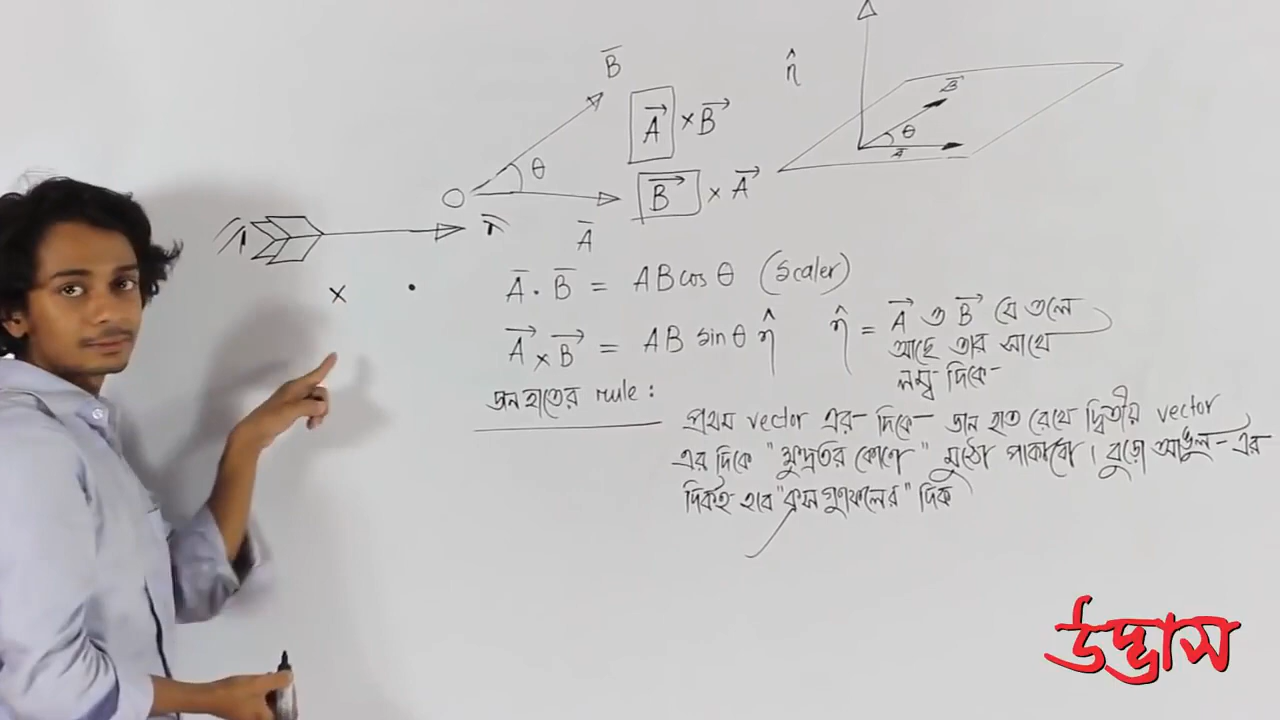 B̅
θ
O
A̅
A⃗ × B⃗
B⃗ × A⃗
n̂
B⃗
θ
A̅
× •
A̅ . B̅ = AB cos θ (Scaler)
A⃗ × B⃗ = AB sin θ n̂
n̂ = A⃗ ও B⃗ যে তলে
আছে তার সাথে
লম্ব দিকে
ডান হাতের rule :
প্রথম vector এর দিকে ডান হাত রেখে দ্বিতীয় vector
এর দিকে "ক্ষুদ্রতর কোণে" মুঠো পাকাবো। বুড়ো আঙুল এর
দিকই হবে "ক্রস গুণফলের" দিক
উদ্ভাস